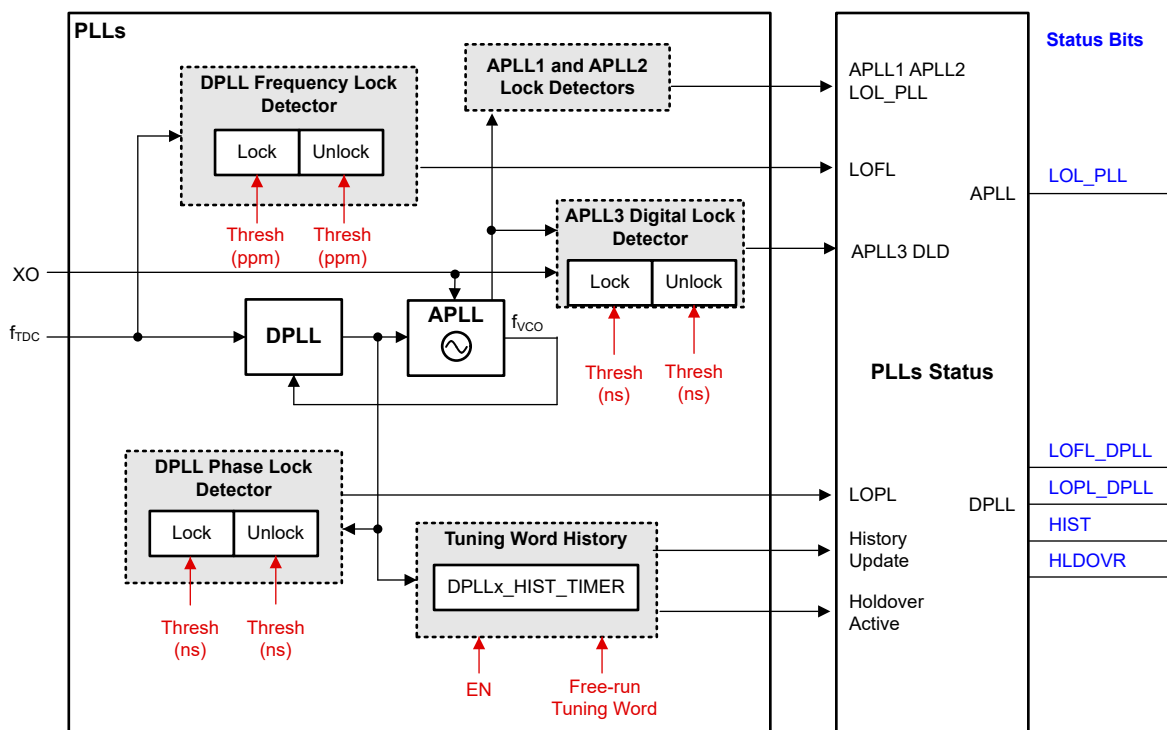 PLLs
DPLL Frequency Lock
Detector
Lock
Unlock
Thresh
(ppm)
Thresh
(ppm)
APLL1 and APLL2
Lock Detectors
APLL3 Digital Lock
Detector
Lock
Unlock
Thresh
(ns)
Thresh
(ns)
XO
fTDC
DPLL
APLL
fVCO
DPLL Phase Lock
Detector
Lock
Unlock
Thresh
(ns)
Thresh
(ns)
Tuning Word History
DPLLx_HIST_TIMER
EN
Free-run
Tuning Word
APLL1 APLL2
LOL_PLL
LOFL
APLL3 DLD
APLL
PLLs Status
DPLL
LOPL
History
Update
Holdover
Active
Status Bits
LOL_PLL
LOFL_DPLL
LOPL_DPLL
HIST
HLDOVR